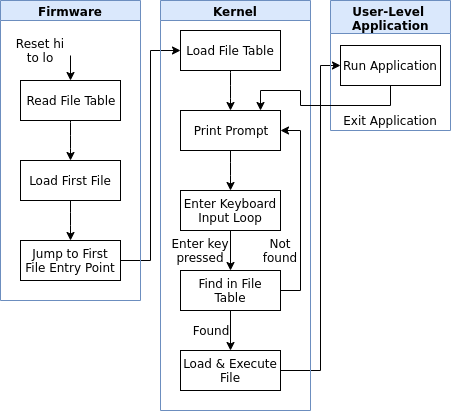 Firmware
Reset hi
to lo
Read File Table
Load First File
Jump to First
File Entry Point
Kernel
Load File Table
Print Prompt
Enter Keyboard
Input Loop
Enter key
pressed
Not
found
Find in File
Table
Found
Load & Execute
File
User-Level
Application
Run Application
Exit Application